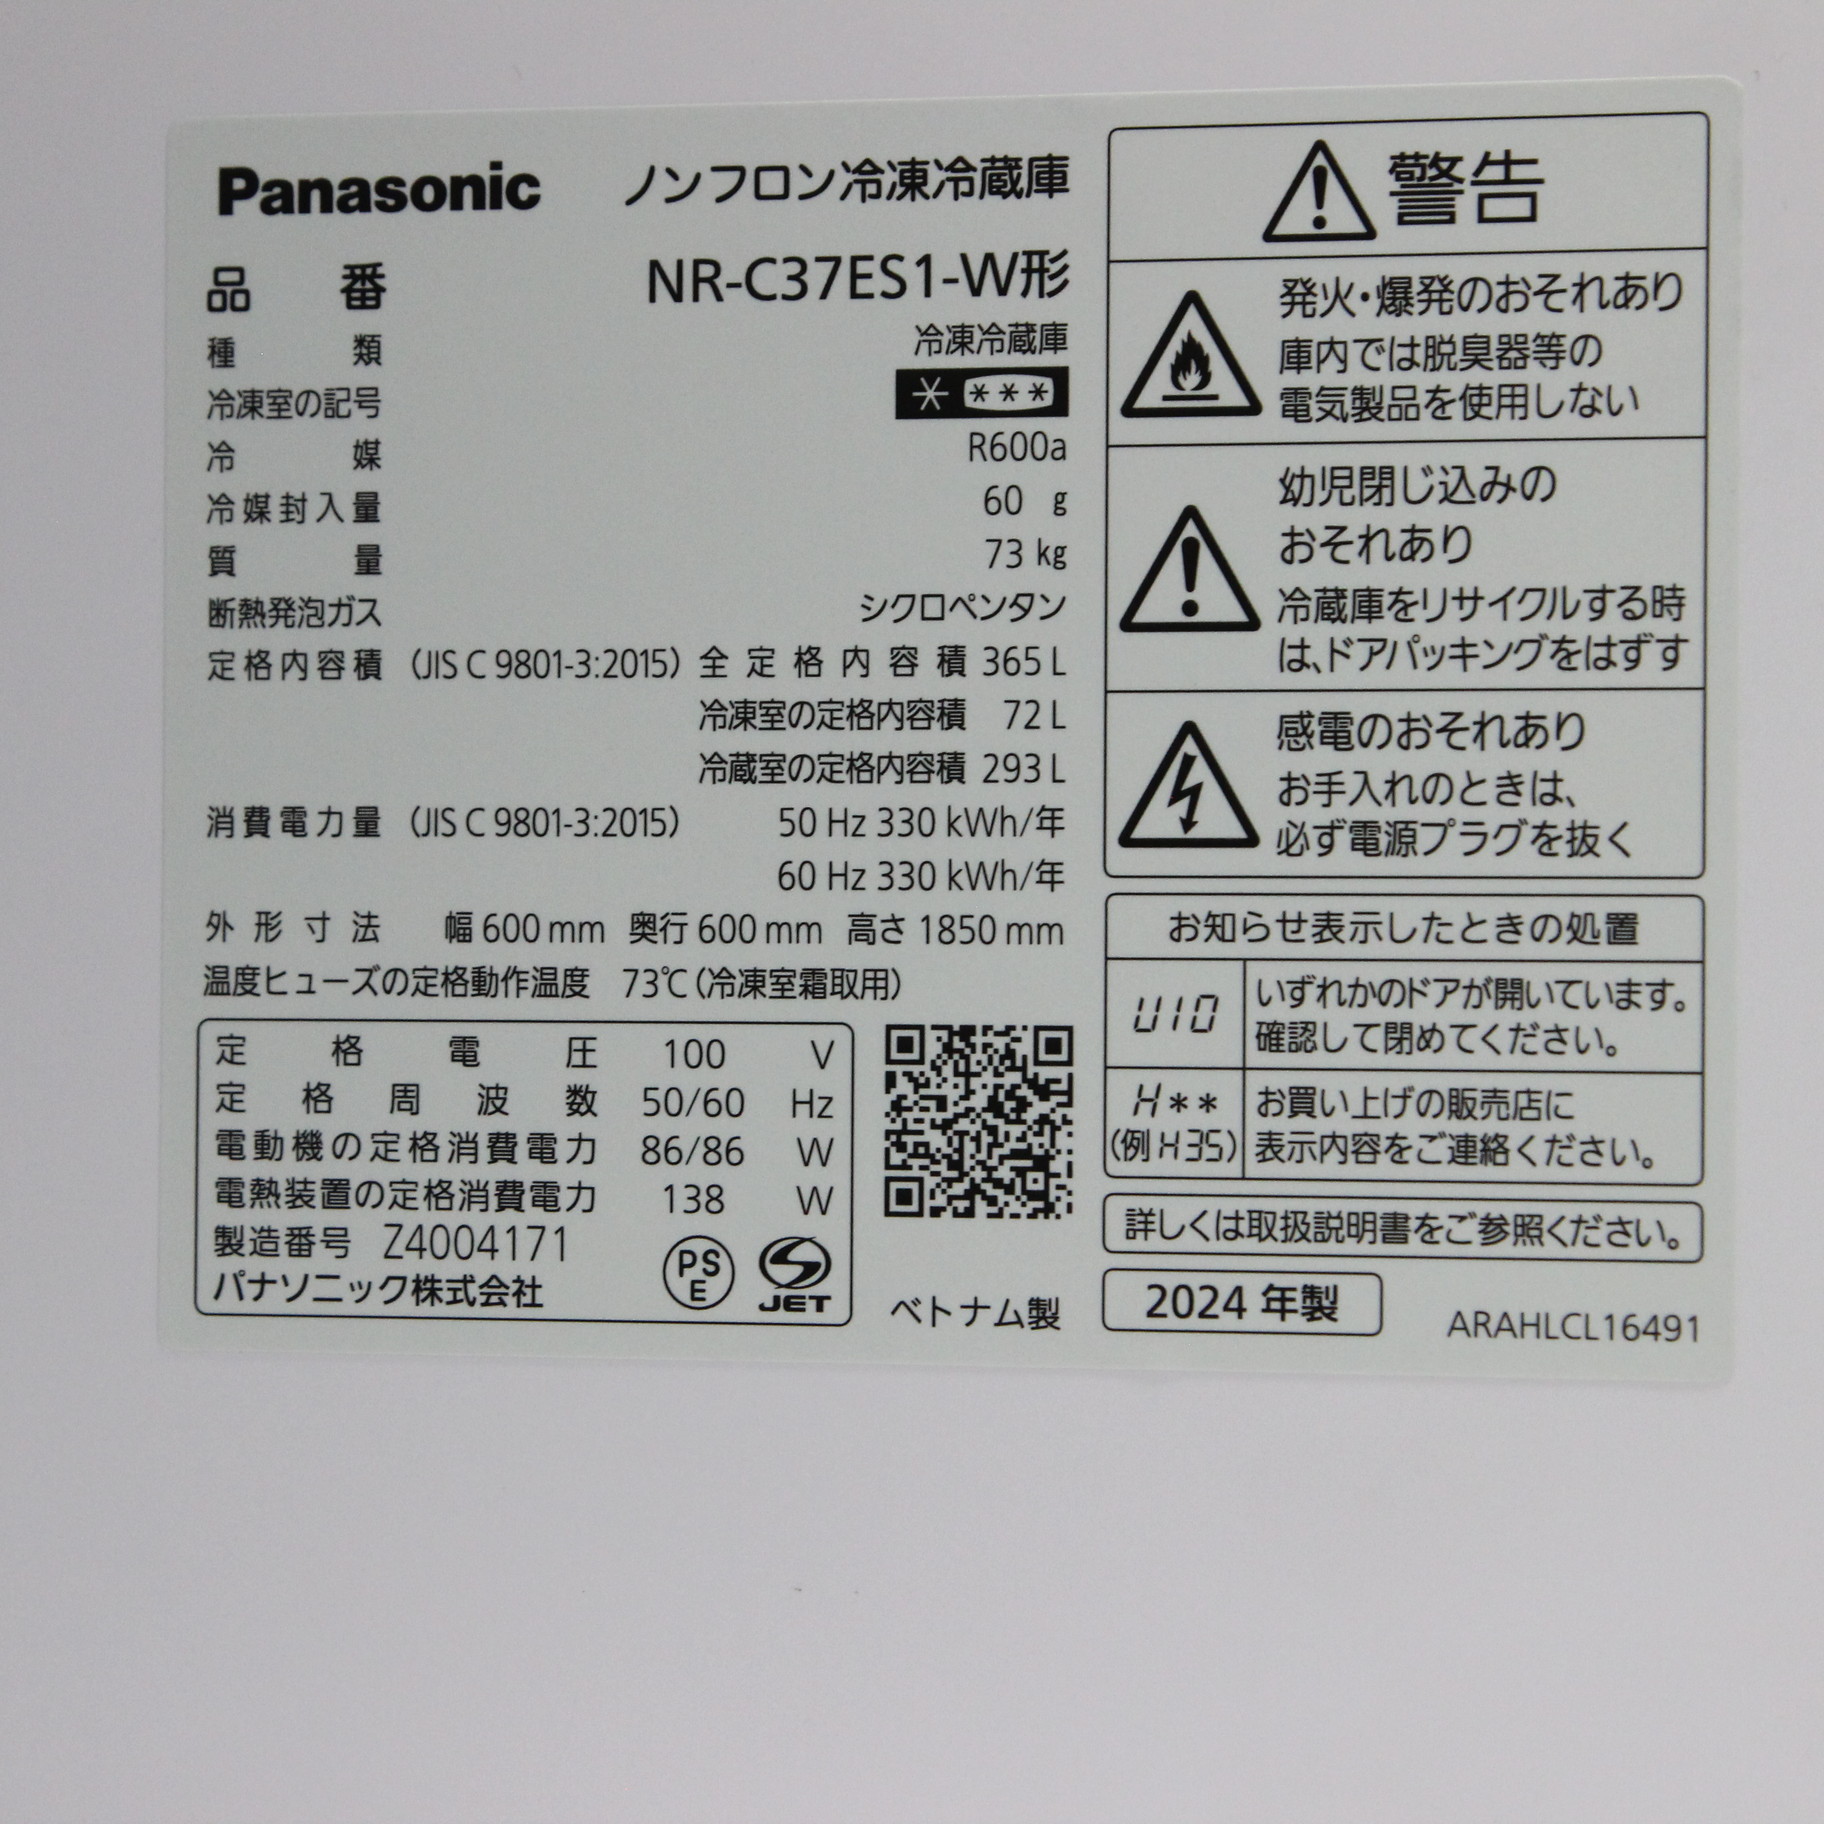 Panasonic ノンフロン冷凍冷蔵庫
品番 NR-C37ES1-W形
種類 冷凍冷蔵庫
冷凍室の記号 * ***
冷媒 R600a
冷媒封入量 60 g
質量 73 kg
断熱発泡ガス シクロペンタン
定格内容積 (JIS C 9801-3:2015) 全定格内容積 365 L
冷凍室の定格内容積 72 L
冷蔵室の定格内容積 293 L
消費電力量 (JIS C 9801-3:2015) 50 Hz 330 kWh/年
60 Hz 330 kWh/年
外形寸法 幅 600 mm 奥行 600 mm 高さ 1850 mm
温度ヒューズの定格動作温度 73℃(冷凍室霜取用)
定格電圧 100 V
定格周波数 50/60 Hz
電動機の定格消費電力 86/86 W
電熱装置の定格消費電力 138 W
製造番号 Z4004171
パナソニック株式会社
PS
E
JET
ベトナム製
警告
発火・爆発のおそれあり
庫内では脱臭器等の
電気製品を使用しない
幼児閉じ込みの
おそれあり
冷蔵庫をリサイクルする時
は、ドアパッキングをはずす
感電のおそれあり
お手入れのときは、
必ず電源プラグを抜く
お知らせ表示したときの処置
U10 いずれかのドアが開いています。
確認して閉めてください。
H** お買い上げの販売店に
(例 H35) 表示内容をご連絡ください。
詳しくは取扱説明書をご参照ください。
2024 年製
ARAHLCL16491